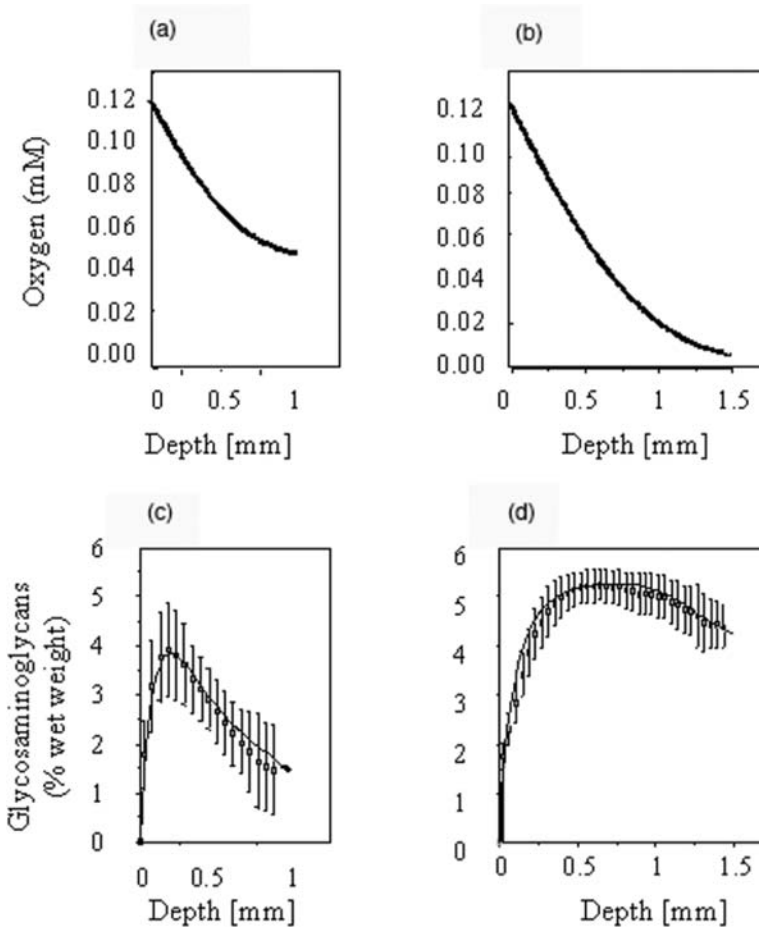 (a)
(b)
Oxygen (mM)
0.12
0.10
0.08
0.06
0.04
0.02
0.00
0 0.5 1
Depth [mm]
0.12
0.10
0.08
0.06
0.04
0.02
0.00
0 0.5 1 1.5
Depth [mm]
(c)
(d)
Glycosaminoglycans
(% wet weight)
6
5
4
3
2
1
0
0 0.5 1
Depth [mm]
6
5
4
3
2
1
0
0 0.5 1 1.5
Depth [mm]